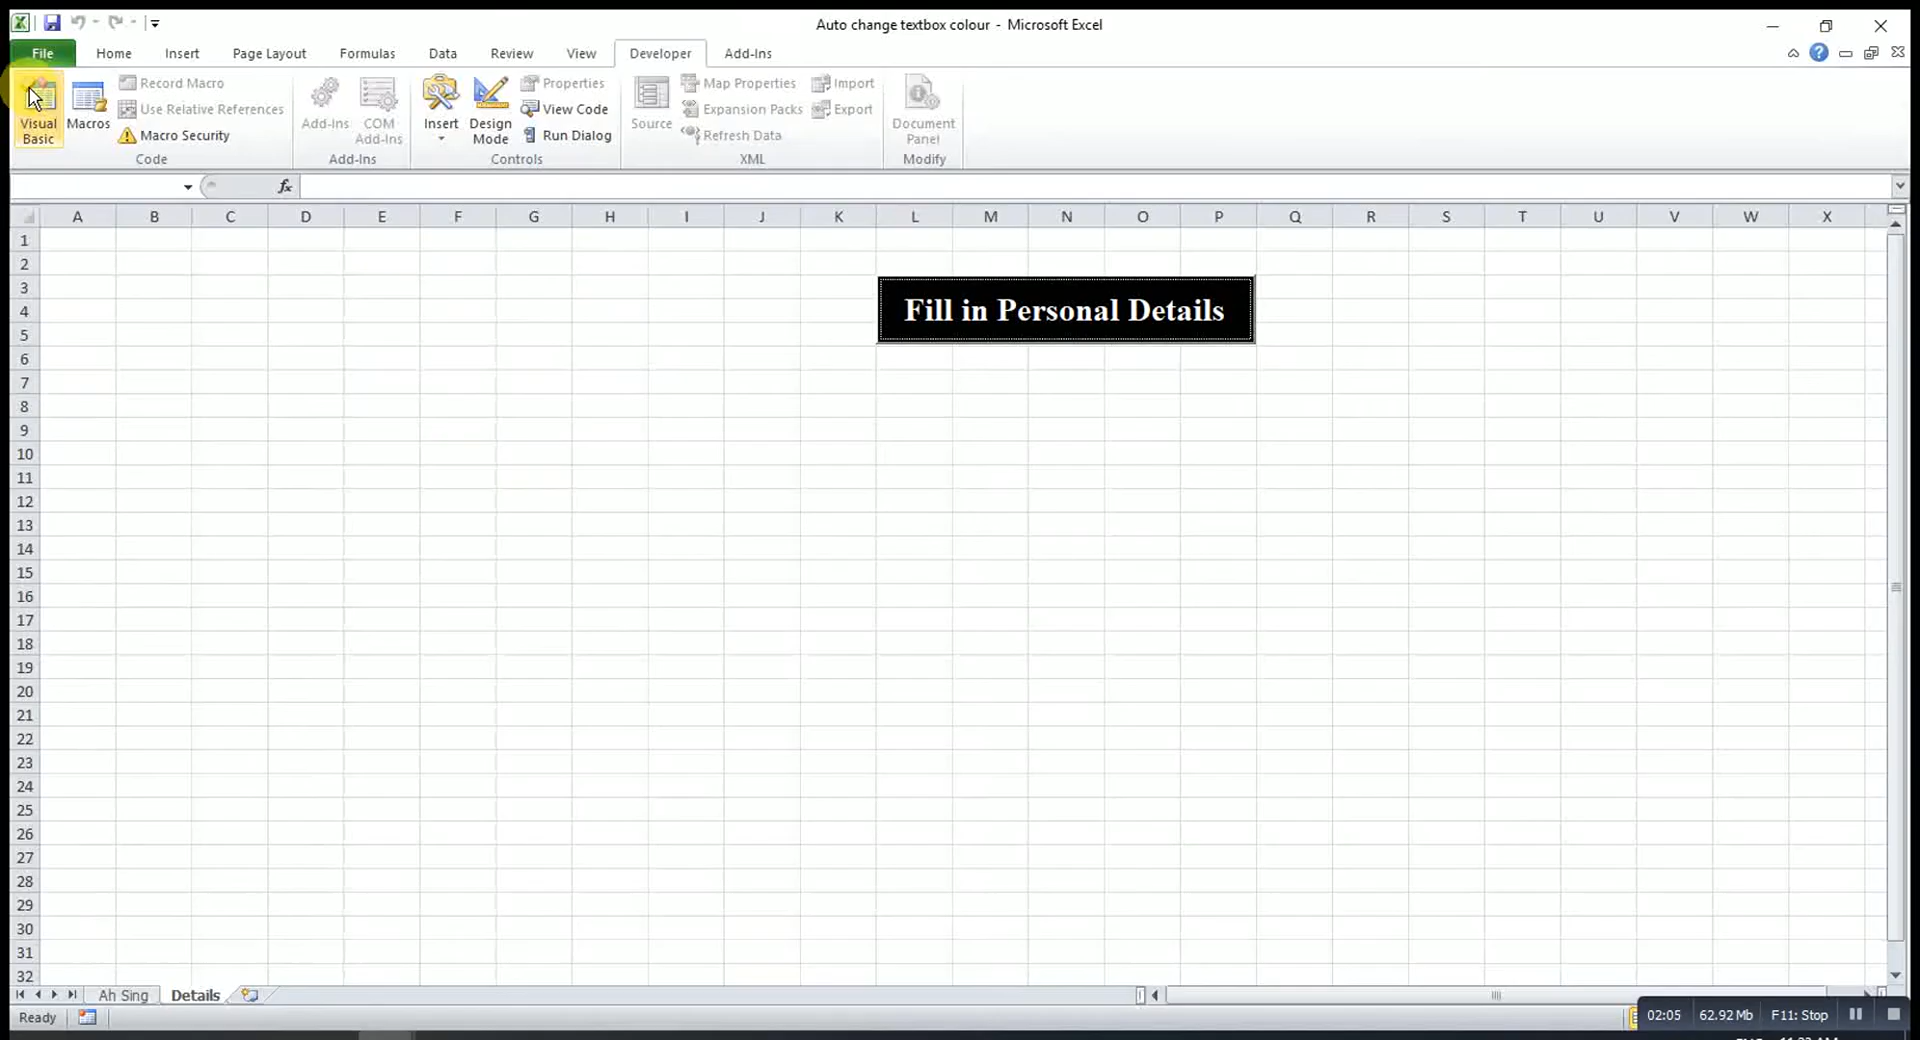 Auto change textbox colour - Microsoft Excel
File Home Insert Page Layout Formulas Data Review View Developer Add-Ins
Visual Basic
Macros
Record Macro
Use Relative References
Macro Security
Code
Add-Ins
COM Add-Ins
Add-Ins
Insert
Design Mode
Properties
View Code
Run Dialog
Controls
Source
Map Properties
Expansion Packs
Refresh Data
Import
Export
XML
Document Panel
Modify
fx
A B C D E F G H I J K L M N O P Q R S T U V W X
1
2
3
4
5
Fill in Personal Details
6
7
8
9
10
11
12
13
14
15
16
17
18
19
20
21
22
23
24
25
26
27
28
29
30
31
32
Ah Sing Details
Ready
02:05 62.92 Mb F11: Stop